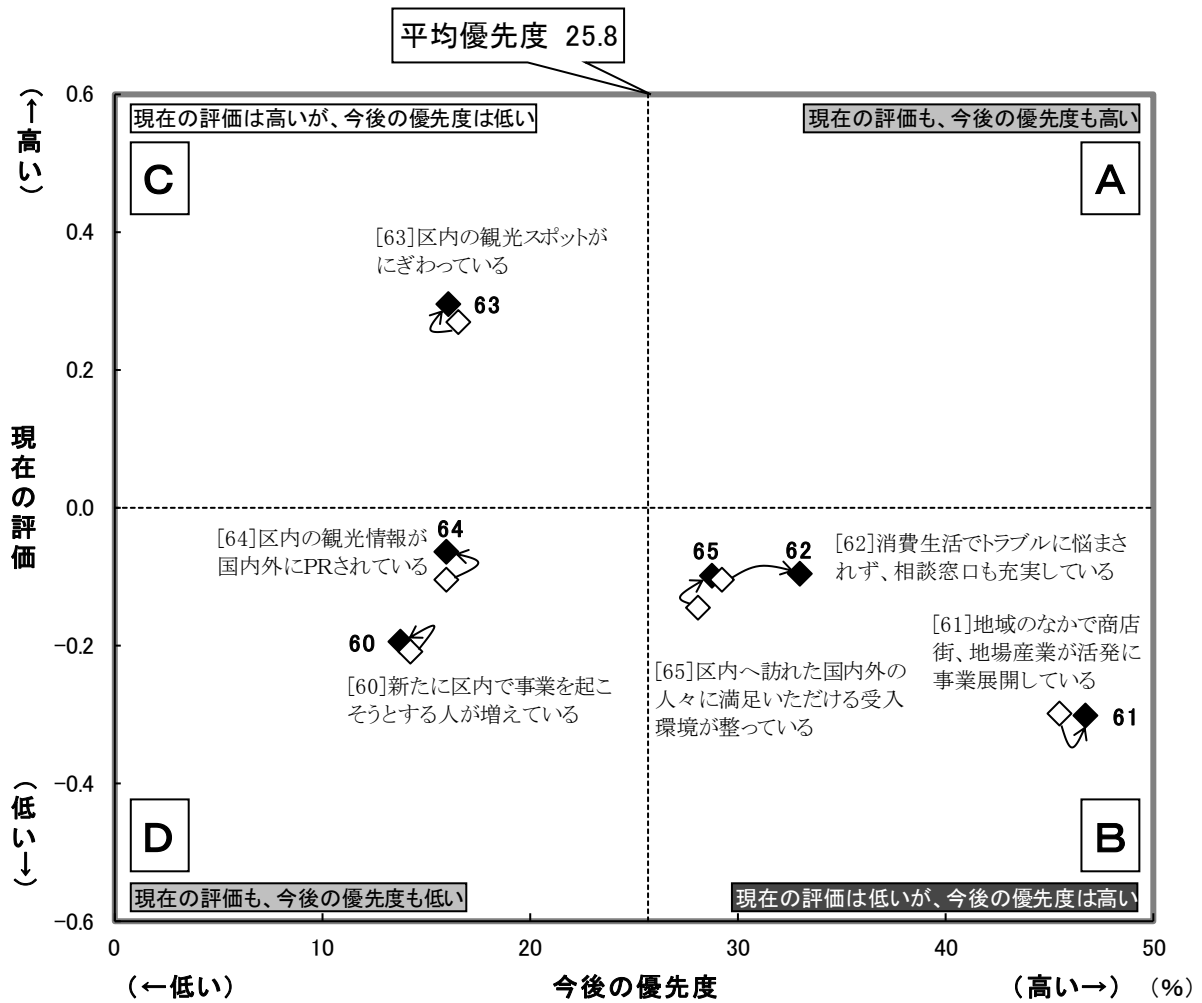 平均優先度 25.8
(↑高い)
0.6
現在の評価は高いが、今後の優先度は低い
現在の評価も、今後の優先度も高い
C
A
[63]区内の観光スポットが
にぎわっている
0.4
63
0.2
現在の評価
0.0
[64]区内の観光情報が
国内外にPRされている
64
65
62
[62]消費生活でトラブルに悩まさ
れず、相談窓口も充実している
−0.2
60
[60]新たに区内で事業を起こ
そうとする人が増えている
[65]区内へ訪れた国内外の
人々に満足いただける受入
環境が整っている
[61]地域のなかで商店
街、地場産業が活発に
事業展開している
61
−0.4
(低い↓)
D
B
現在の評価も、今後の優先度も低い
現在の評価は低いが、今後の優先度は高い
−0.6
0
10
20
30
40
50
(←低い)
今後の優先度
(高い→)
(%)